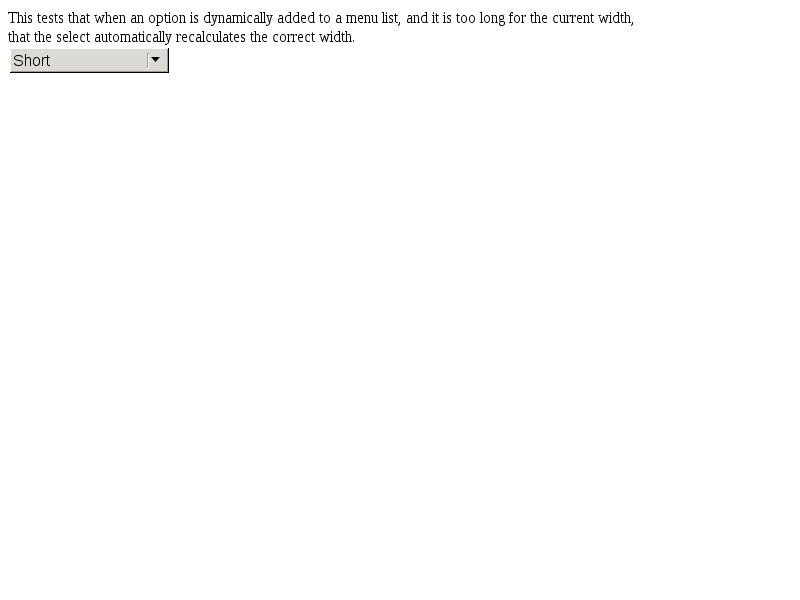 This tests that when an option is dynamically added to a menu list, and it is too long for the current width,
that the select automatically recalculates the correct width.
Short